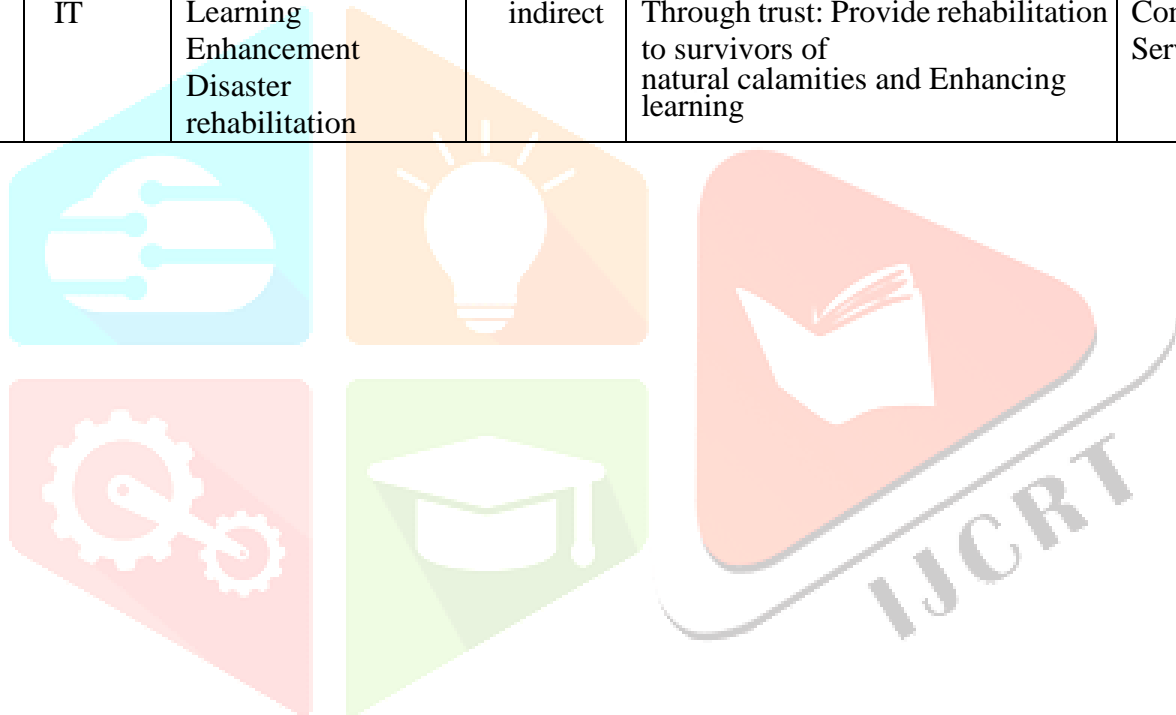 IT
Learning
Enhancement
Disaster
rehabilitation
indirect
Through trust: Provide rehabilitation
to survivors of
natural calamities and Enhancing
learning
IJCRT